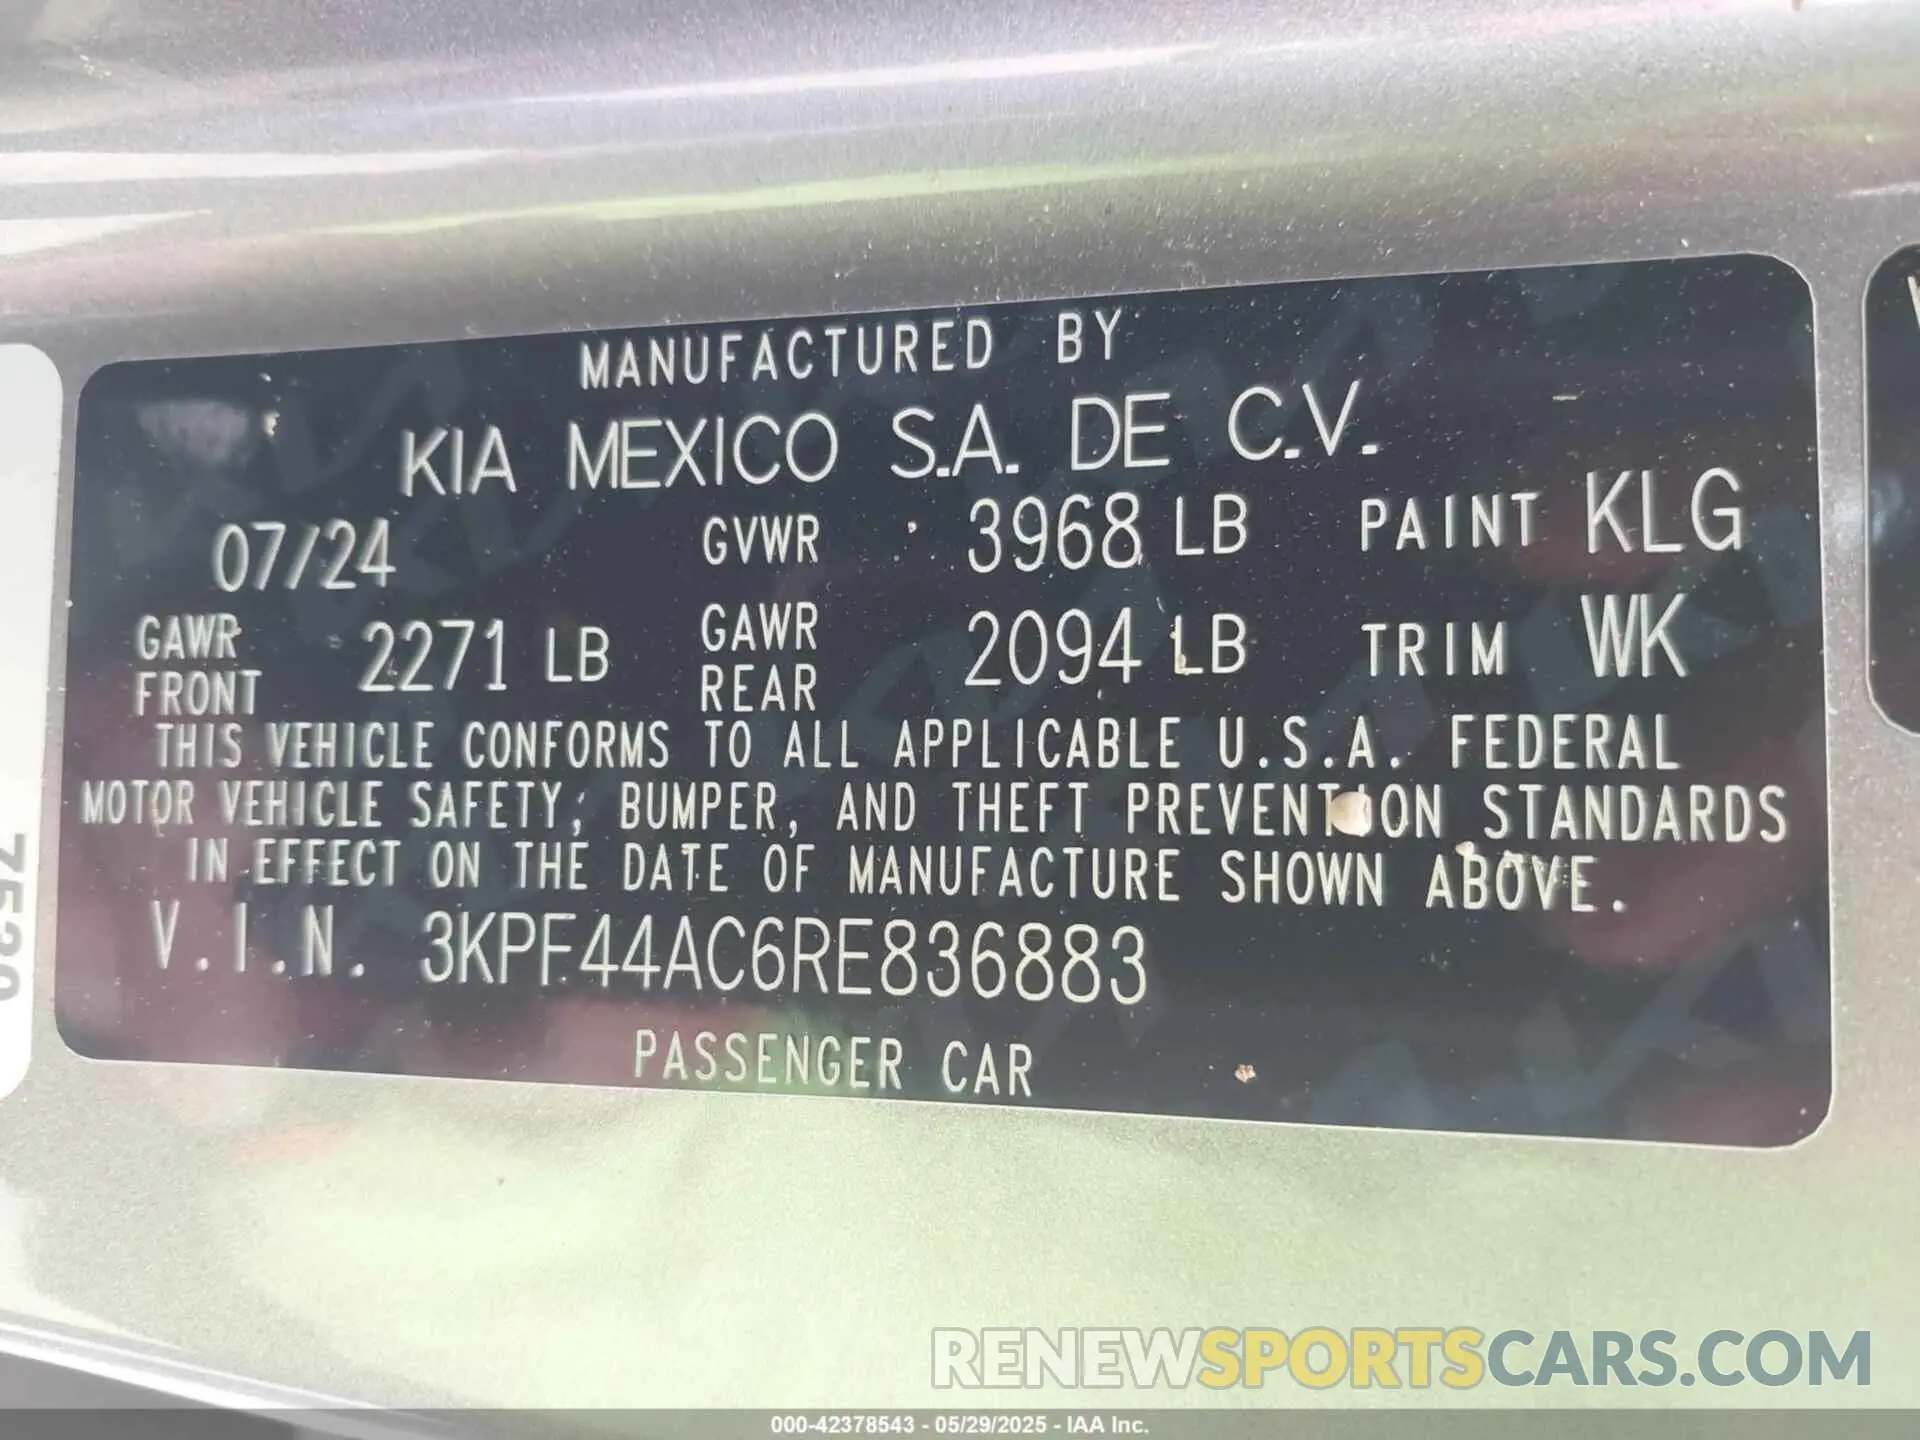 MANUFACTURED BY
KIA MEXICO S.A. DE C.V.
07/24 GVWR 3968 LB PAINT KLG
GAWR FRONT 2271 LB GAWR REAR 2094 LB TRIM WK
THIS VEHICLE CONFORMS TO ALL APPLICABLE U.S.A. FEDERAL
MOTOR VEHICLE SAFETY, BUMPER, AND THEFT PREVENTION STANDARDS
IN EFFECT ON THE DATE OF MANUFACTURE SHOWN ABOVE.
V.I.N. 3KPF44AC6RE836883
PASSENGER CAR
RENEWSPORTSCARS.COM
000-42378543 - 05/29/2025 - IAA Inc.